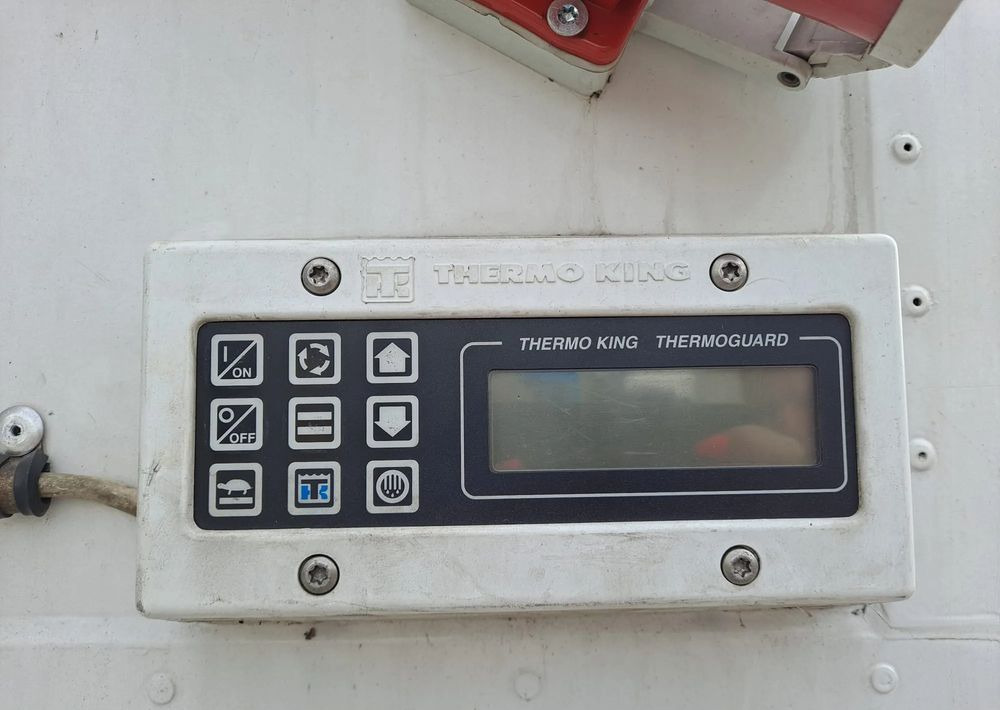 THERMO KING
THERMO KING THERMOGUARD
I ON
O OFF